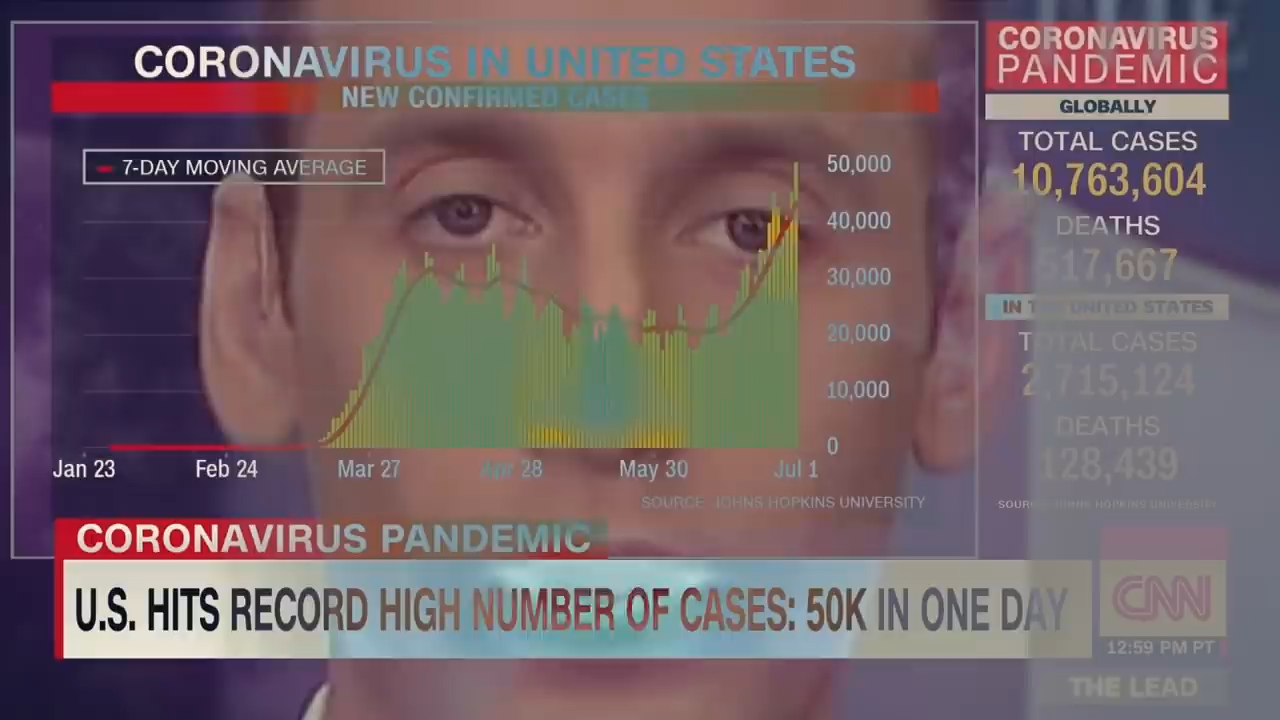 CORONAVIRUS IN UNITED STATES
NEW CONFIRMED CASES
7-DAY MOVING AVERAGE
50,000
40,000
30,000
20,000
10,000
0
Jan 23
Feb 24
Mar 27
Apr 28
May 30
Jul 1
SOURCE: JOHNS HOPKINS UNIVERSITY
CORONAVIRUS
PANDEMIC
GLOBALLY
TOTAL CASES
10,763,604
DEATHS
517,667
IN THE UNITED STATES
TOTAL CASES
2,715,124
DEATHS
128,439
SOURCE: JOHNS HOPKINS UNIVERSITY
CORONAVIRUS PANDEMIC
U.S. HITS RECORD HIGH NUMBER OF CASES: 50K IN ONE DAY
CNN
12:59 PM PT
THE LEAD